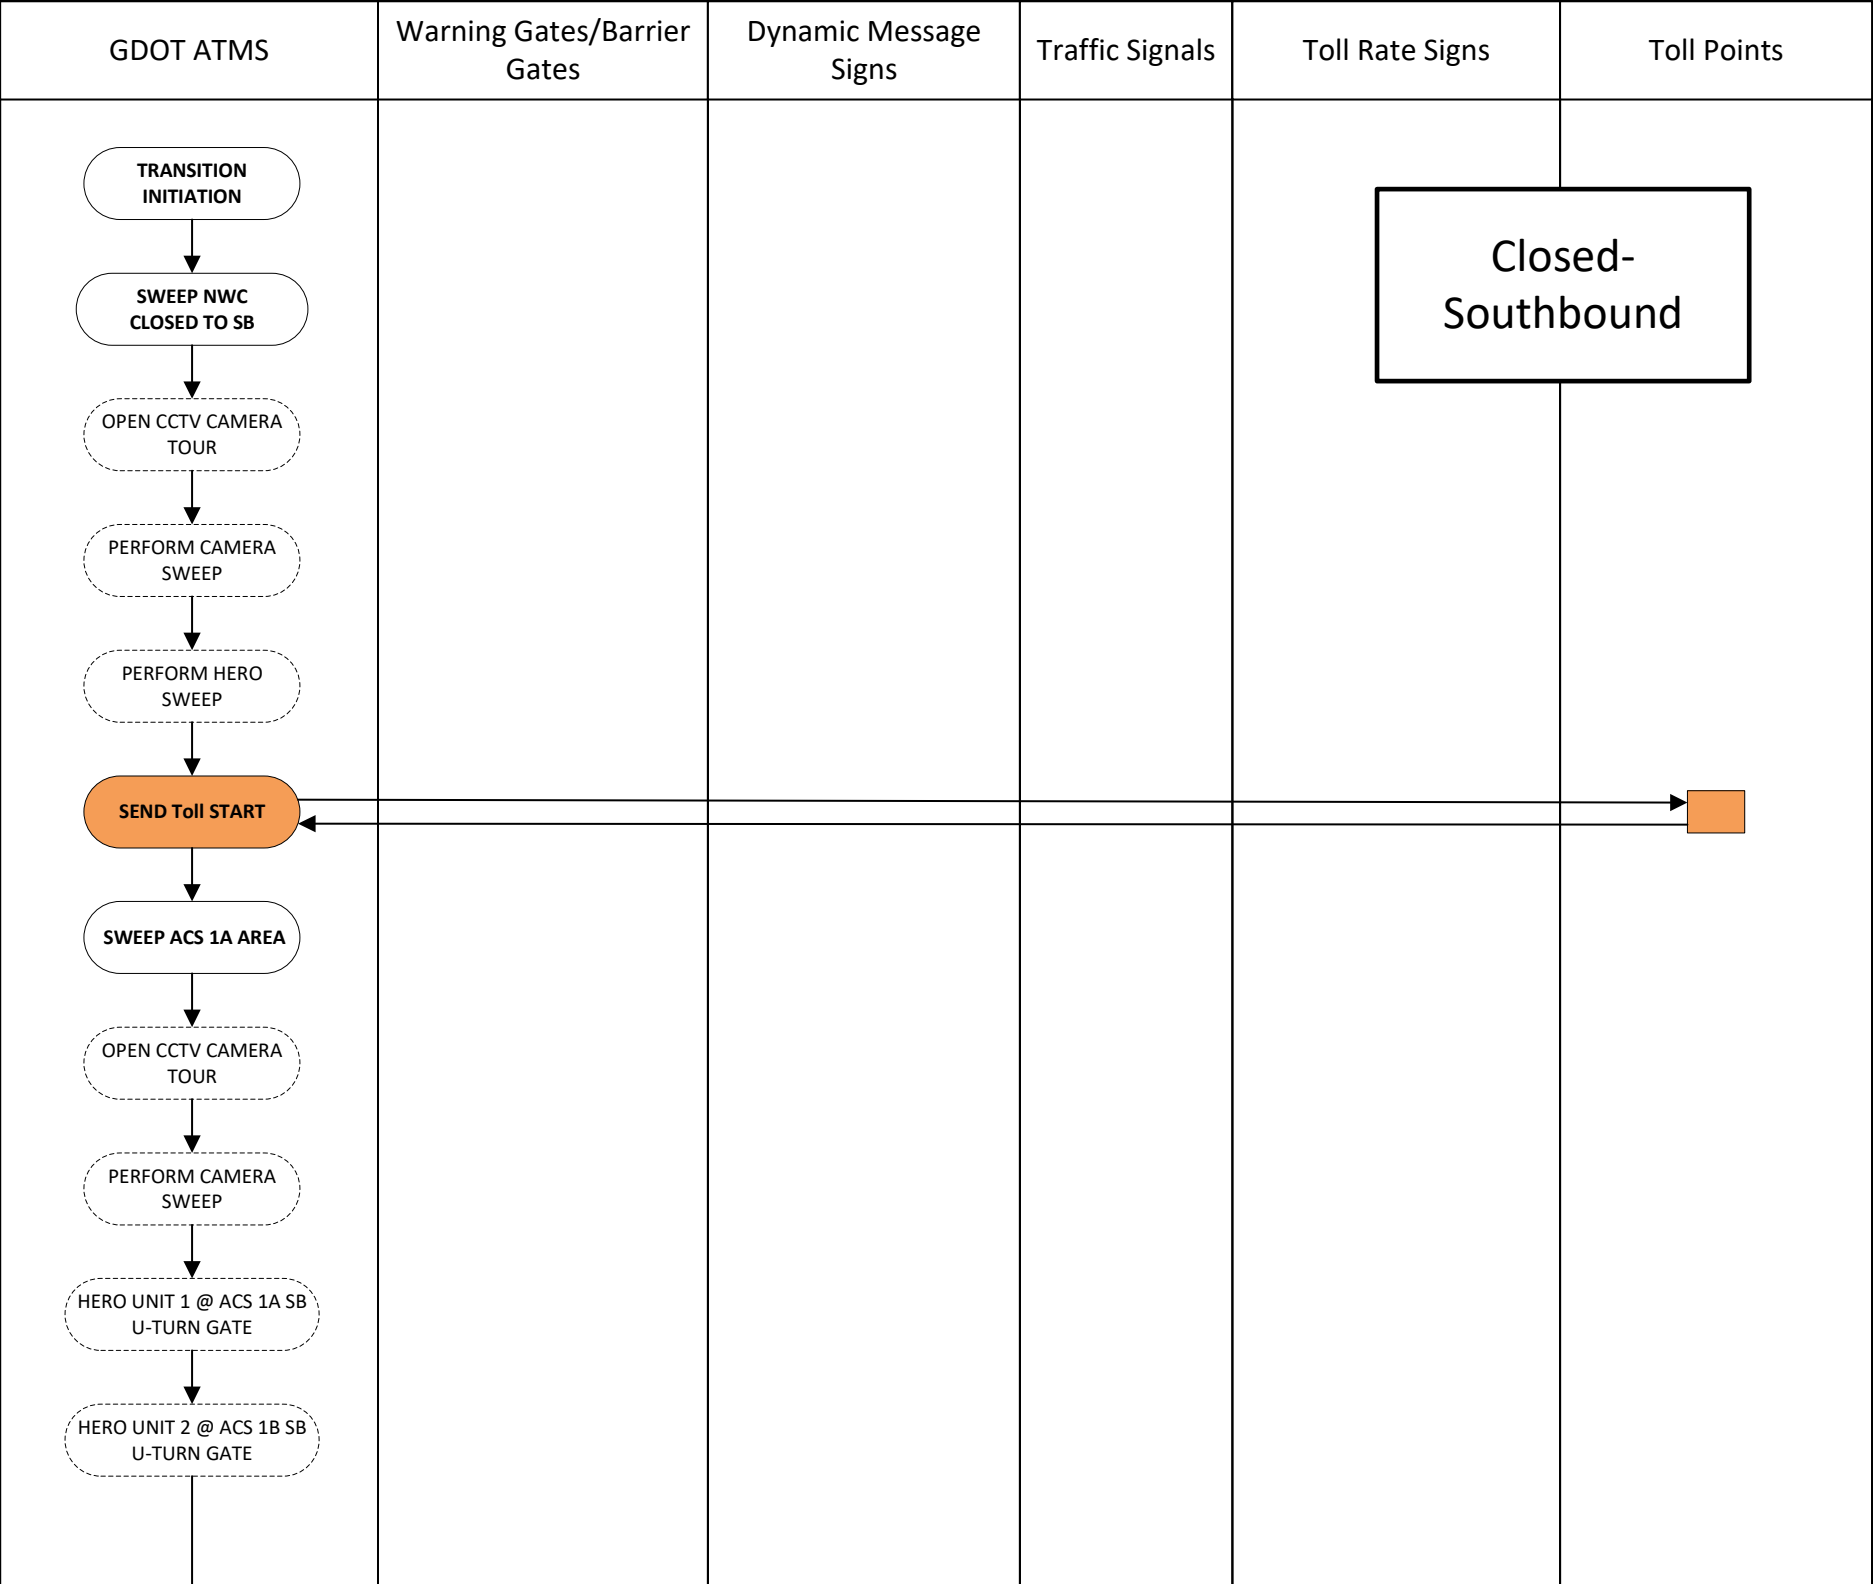 GDOT ATMS
Warning Gates/Barrier
Gates
Dynamic Message
Signs
Traffic Signals
Toll Rate Signs
Toll Points
TRANSITION
INITIATION
Closed-
Southbound
SWEEP NWC
CLOSED TO SB
OPEN CCTV CAMERA
TOUR
PERFORM CAMERA
SWEEP
PERFORM HERO
SWEEP
SEND Toll START
SWEEP ACS 1A AREA
OPEN CCTV CAMERA
TOUR
PERFORM CAMERA
SWEEP
HERO UNIT 1 @ ACS 1A SB
U-TURN GATE
HERO UNIT 2 @ ACS 1B SB
U-TURN GATE